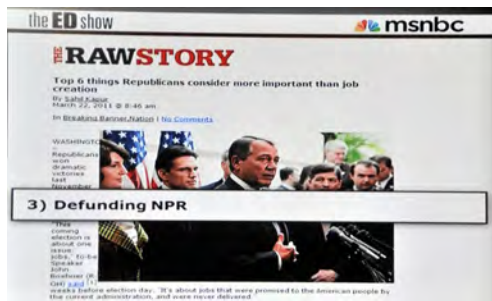 the ED show
msnbc
THE RAW STORY
Top 6 things Republicans consider more important than job
creation
By Sahil Kapur
March 22, 2011 @ 8:46 am
In Breaking Banner,Nation | No Comments
WASHINGTO
Republicans
won
dramatic
victories
last
November
3) Defunding NPR
"This
coming
election is
about one
issue:
jobs," to-be
Speaker
John
Boehner (R-
OH) said [1]
weeks before election day. "It's about jobs that were promised to the American people by
the current administration, and were never delivered